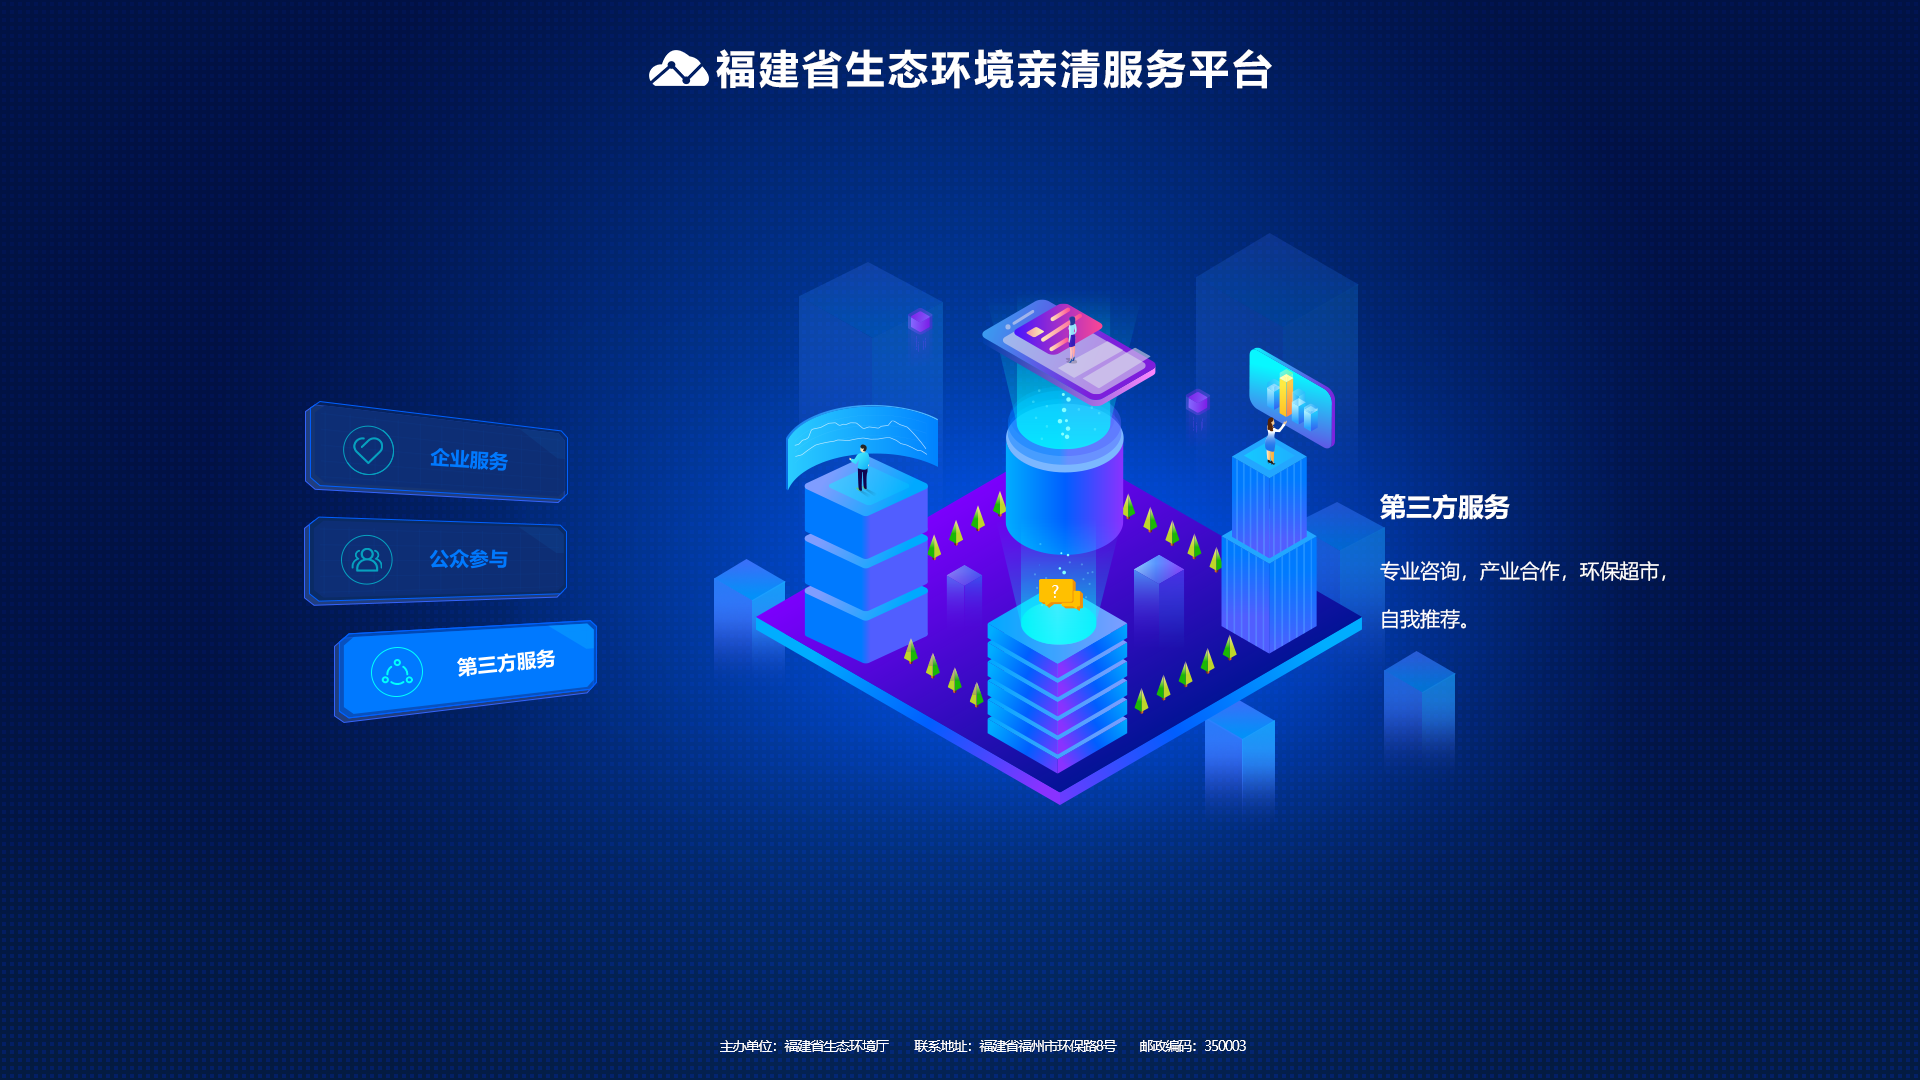 福建省生态环境亲清服务平台
企业服务
公众参与
第三方服务
第三方服务
专业咨询，产业合作，环保超市，
自我推荐。
?
主办单位：福建省生态环境厅 联系地址：福建省福州市环保路8号 邮政编码：350003